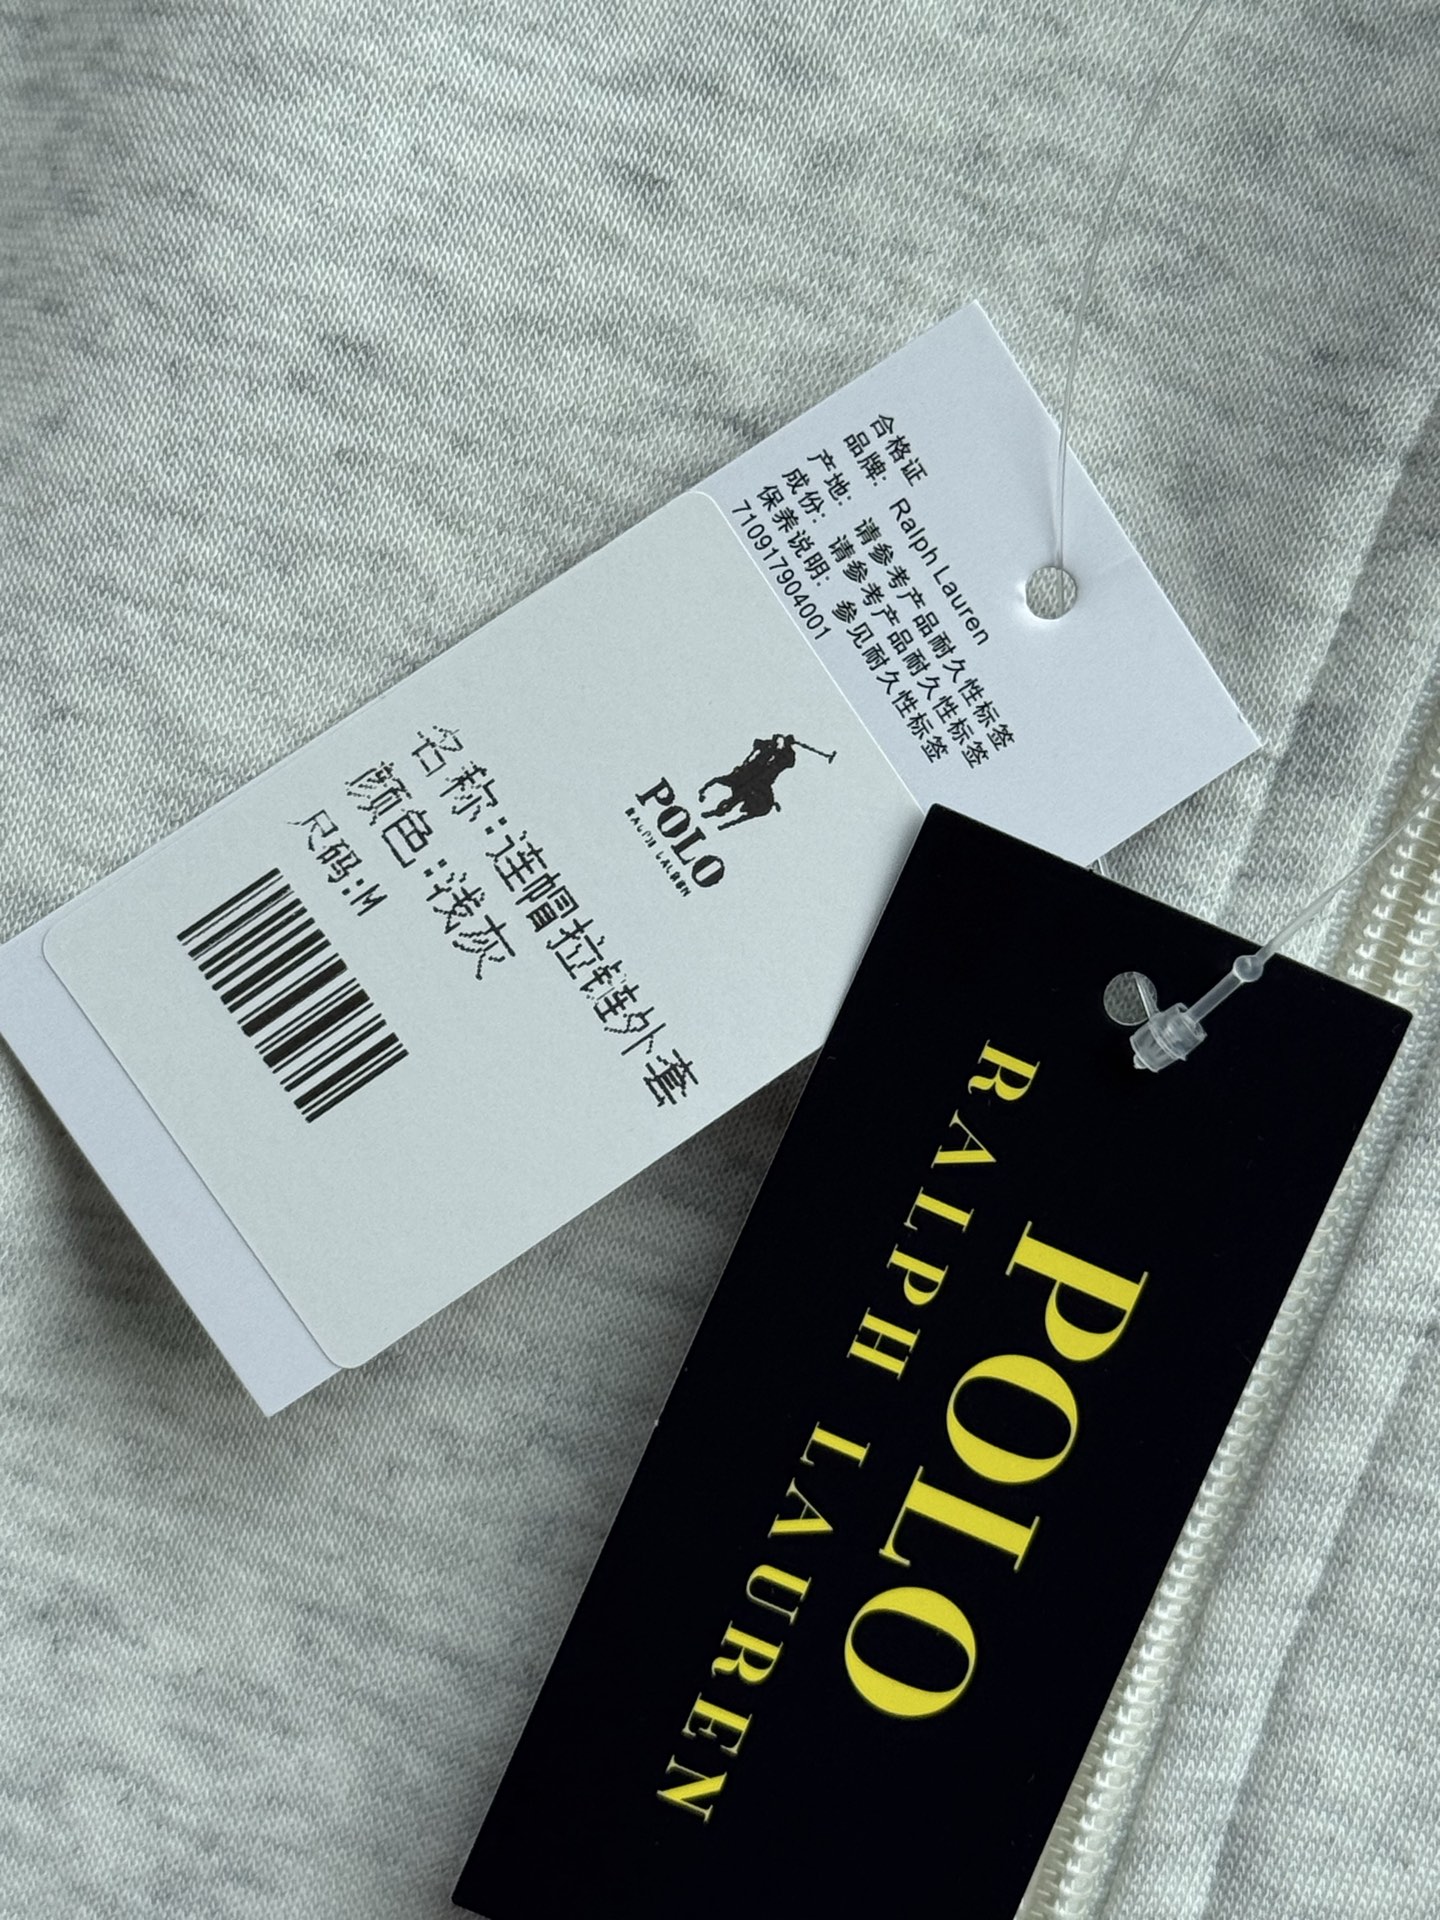 合格证
品牌: Ralph Lauren
产地: 请参考产品耐久性标签
成份: 请参考产品耐久性标签
保养说明: 参见耐久性标签
710917904001
POLO
RALPH LAUREN
名称:连帽拉链外套
颜色:浅灰
尺码:M
POLO
RALPH LAUREN